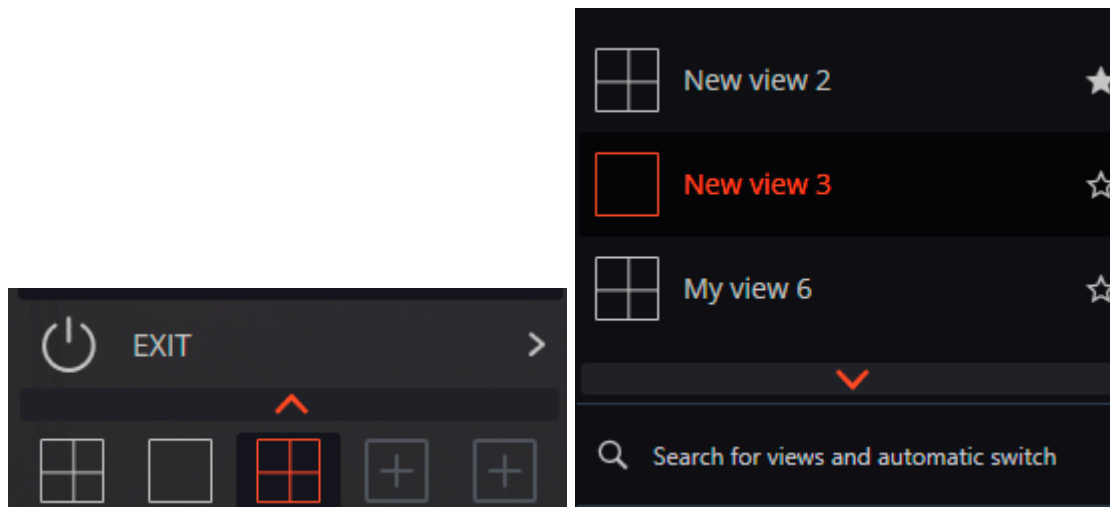 EXIT
New view 2
New view 3
My view 6
Search for views and automatic switch